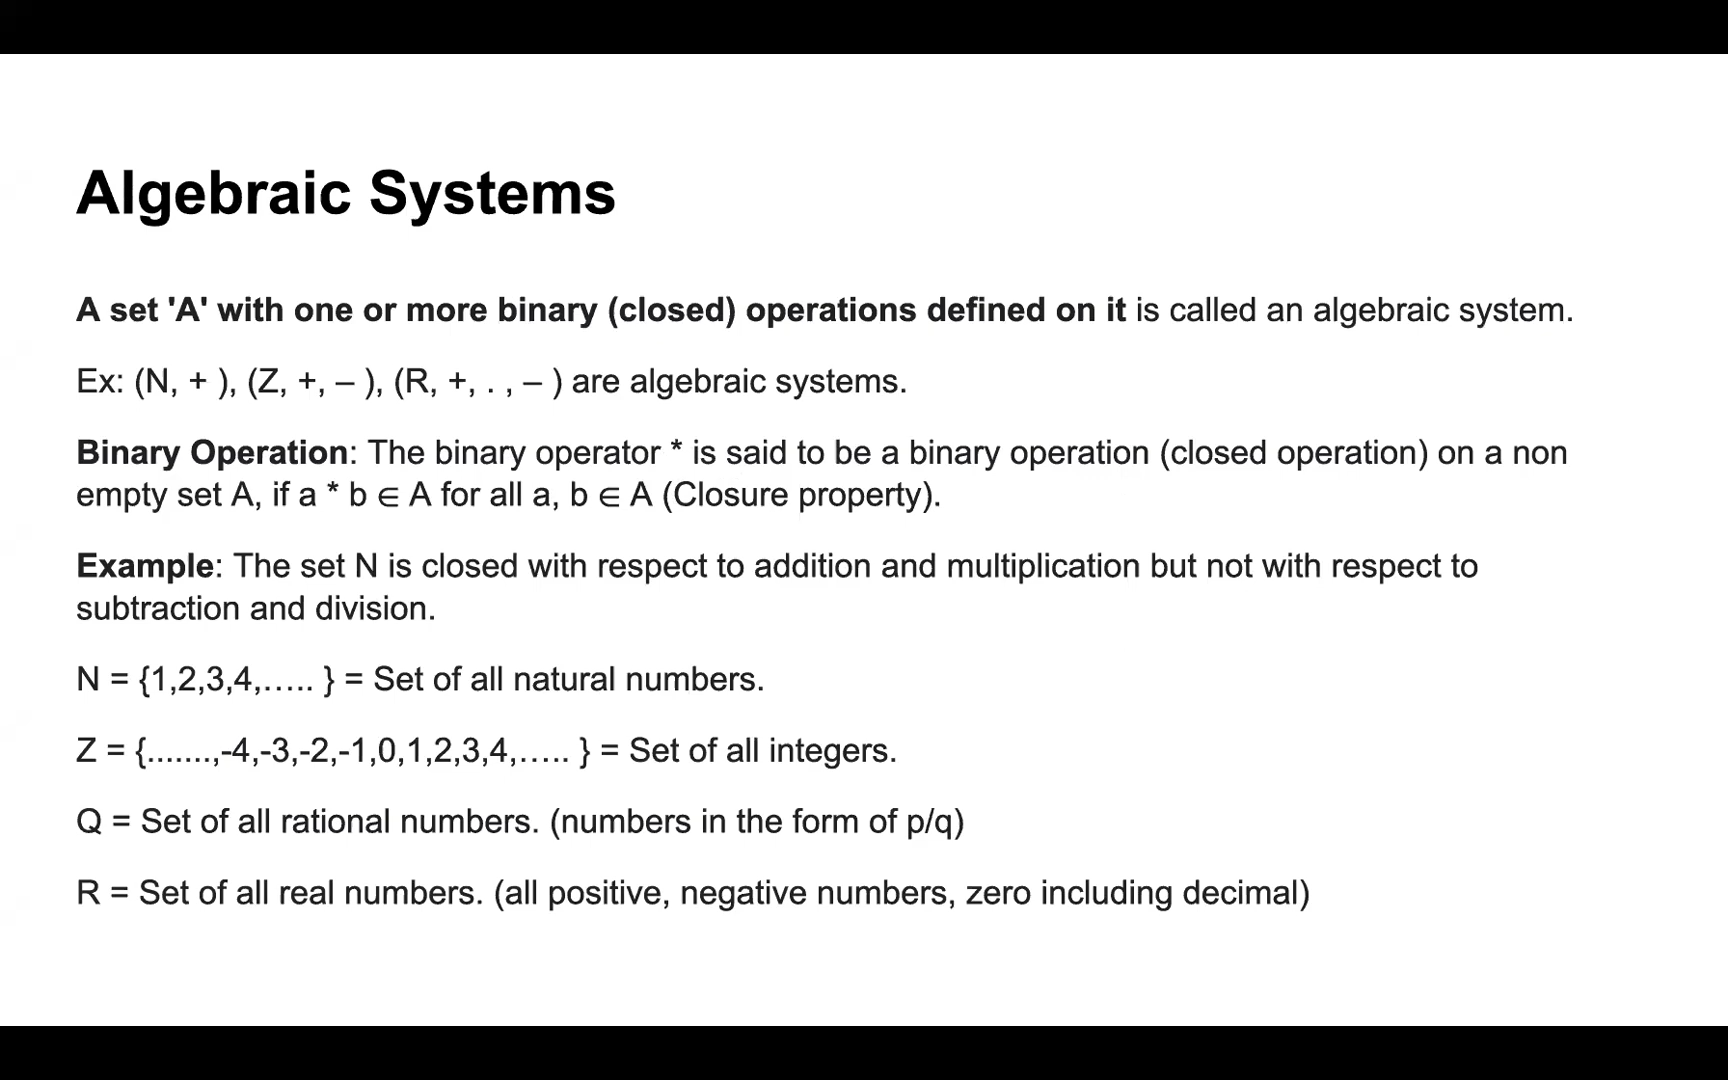 Algebraic Systems
A set 'A' with one or more binary (closed) operations defined on it is called an algebraic system.
Ex: (N, + ), (Z, +, – ), (R, +, . , – ) are algebraic systems.
Binary Operation: The binary operator * is said to be a binary operation (closed operation) on a non
empty set A, if a * b ∈ A for all a, b ∈ A (Closure property).
Example: The set N is closed with respect to addition and multiplication but not with respect to
subtraction and division.
N = {1,2,3,4,..... } = Set of all natural numbers.
Z = {.......,-4,-3,-2,-1,0,1,2,3,4,..... } = Set of all integers.
Q = Set of all rational numbers. (numbers in the form of p/q)
R = Set of all real numbers. (all positive, negative numbers, zero including decimal)